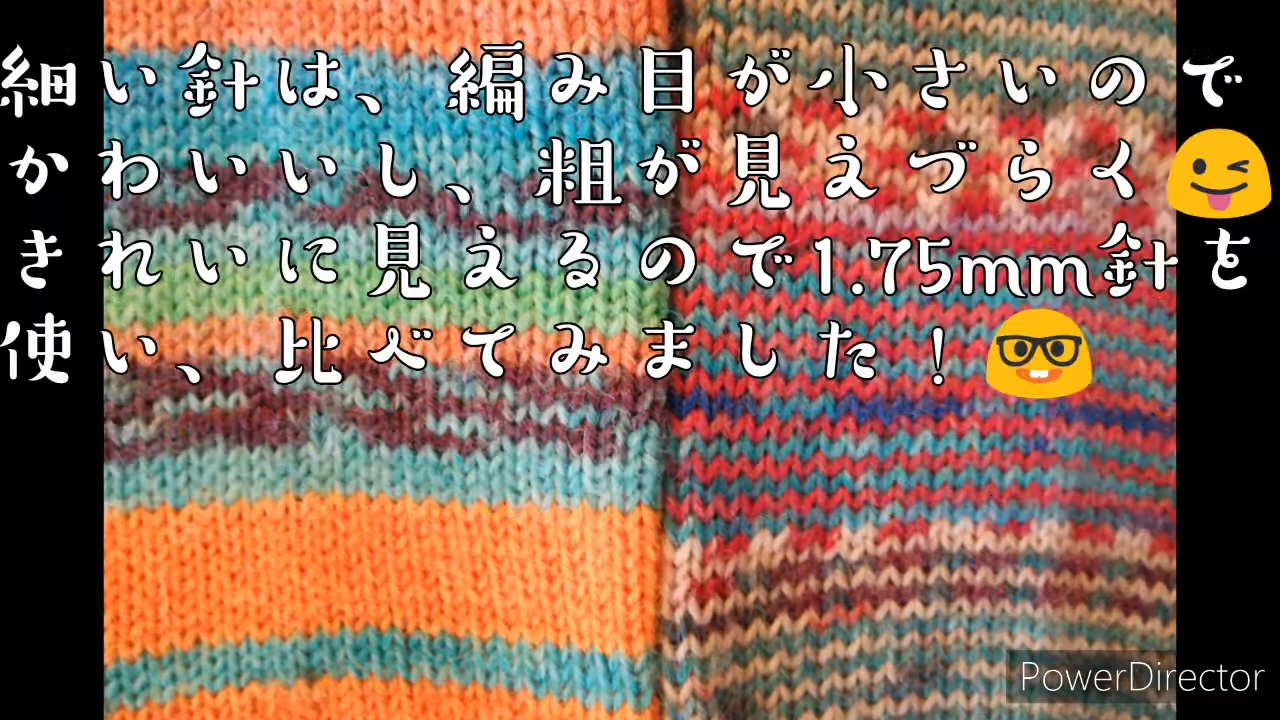 細い針は、編み目が小さいので
かわいいし、粗が見えづらく😜
きれいに見えるので1.75mm針を
使い、比べてみました！🤓
PowerDirector